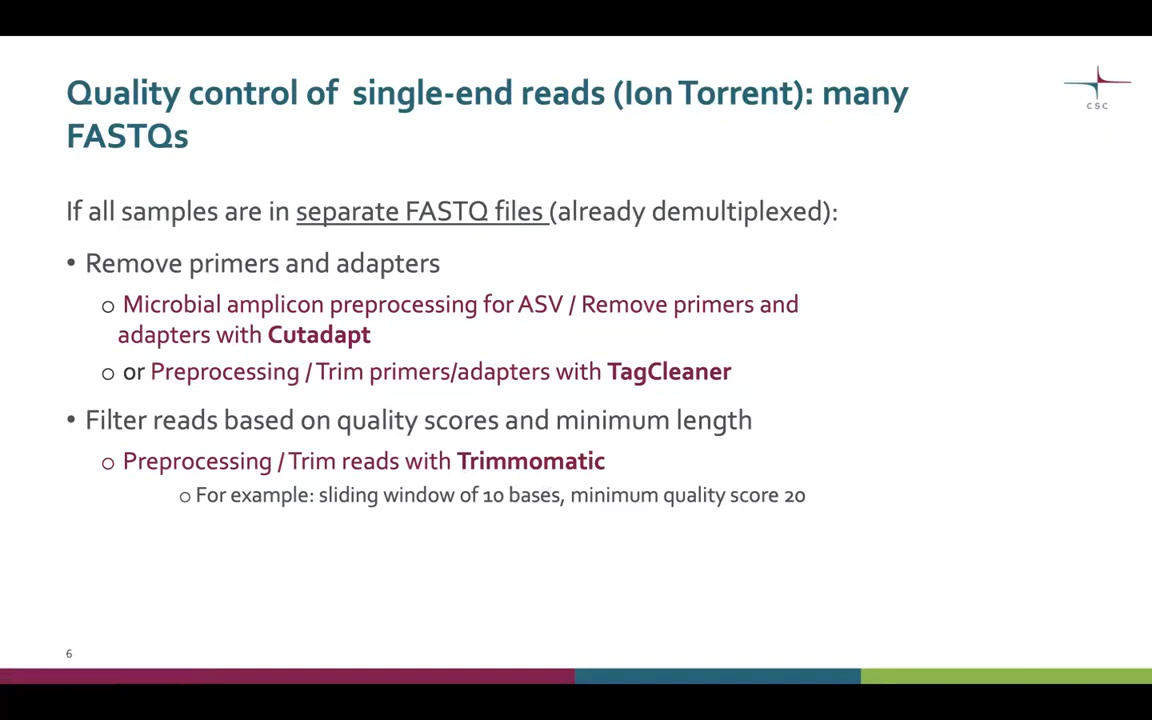 Quality control of single-end reads (Ion Torrent): many
FASTQs
CSC
If all samples are in separate FASTQ files (already demultiplexed):
• Remove primers and adapters
o Microbial amplicon preprocessing for ASV / Remove primers and
adapters with Cutadapt
o or Preprocessing / Trim primers/adapters with TagCleaner
• Filter reads based on quality scores and minimum length
o Preprocessing / Trim reads with Trimmomatic
o For example: sliding window of 10 bases, minimum quality score 20
6